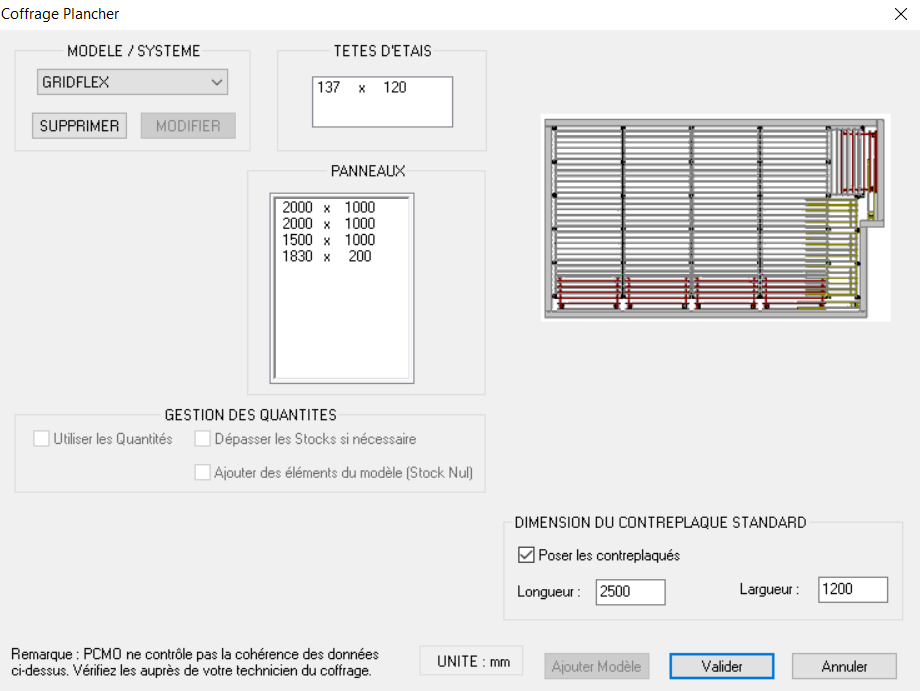 Coffrage Plancher
MODELE / SYSTEME
GRIDFLEX
SUPPRIMER
MODIFIER
TETES D'ETAIS
137 x 120
PANNEAUX
2000 x 1000
2000 x 1000
1500 x 1000
1830 x 200
GESTION DES QUANTITES
Utiliser les Quantités
Dépasser les Stocks si nécessaire
Ajouter des éléments du modèle (Stock Nul)
DIMENSION DU CONTREPLAQUE STANDARD
Poser les contreplaqués
Longueur : 2500
Largueur : 1200
Remarque : PCMO ne contrôle pas la cohérence des données
ci-dessus. Vérifiez les auprès de votre technicien du coffrage.
UNITE : mm
Ajouter Modèle
Valider
Annuler